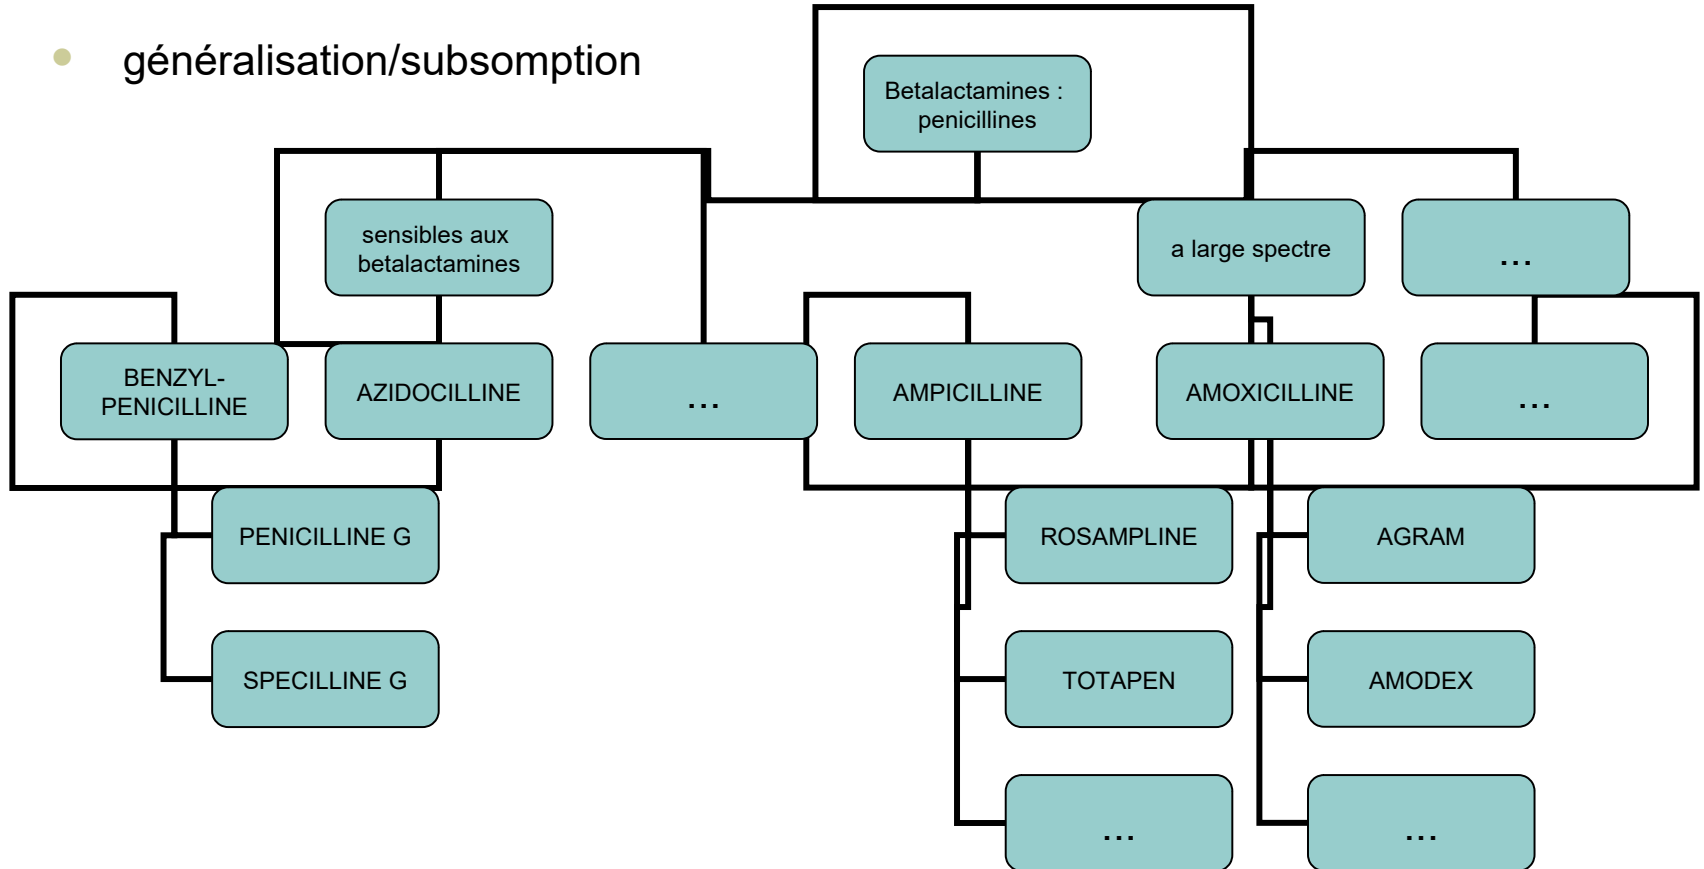 généralisation/subsomption
Betalactamines :
penicillines
sensibles aux
betalactamines
a large spectre
...
BENZYL-
PENICILLINE
AZIDOCILLINE
...
AMPICILLINE
AMOXICILLINE
...
PENICILLINE G
ROSAMPLINE
AGRAM
SPECILLINE G
TOTAPEN
AMODEX
...
...